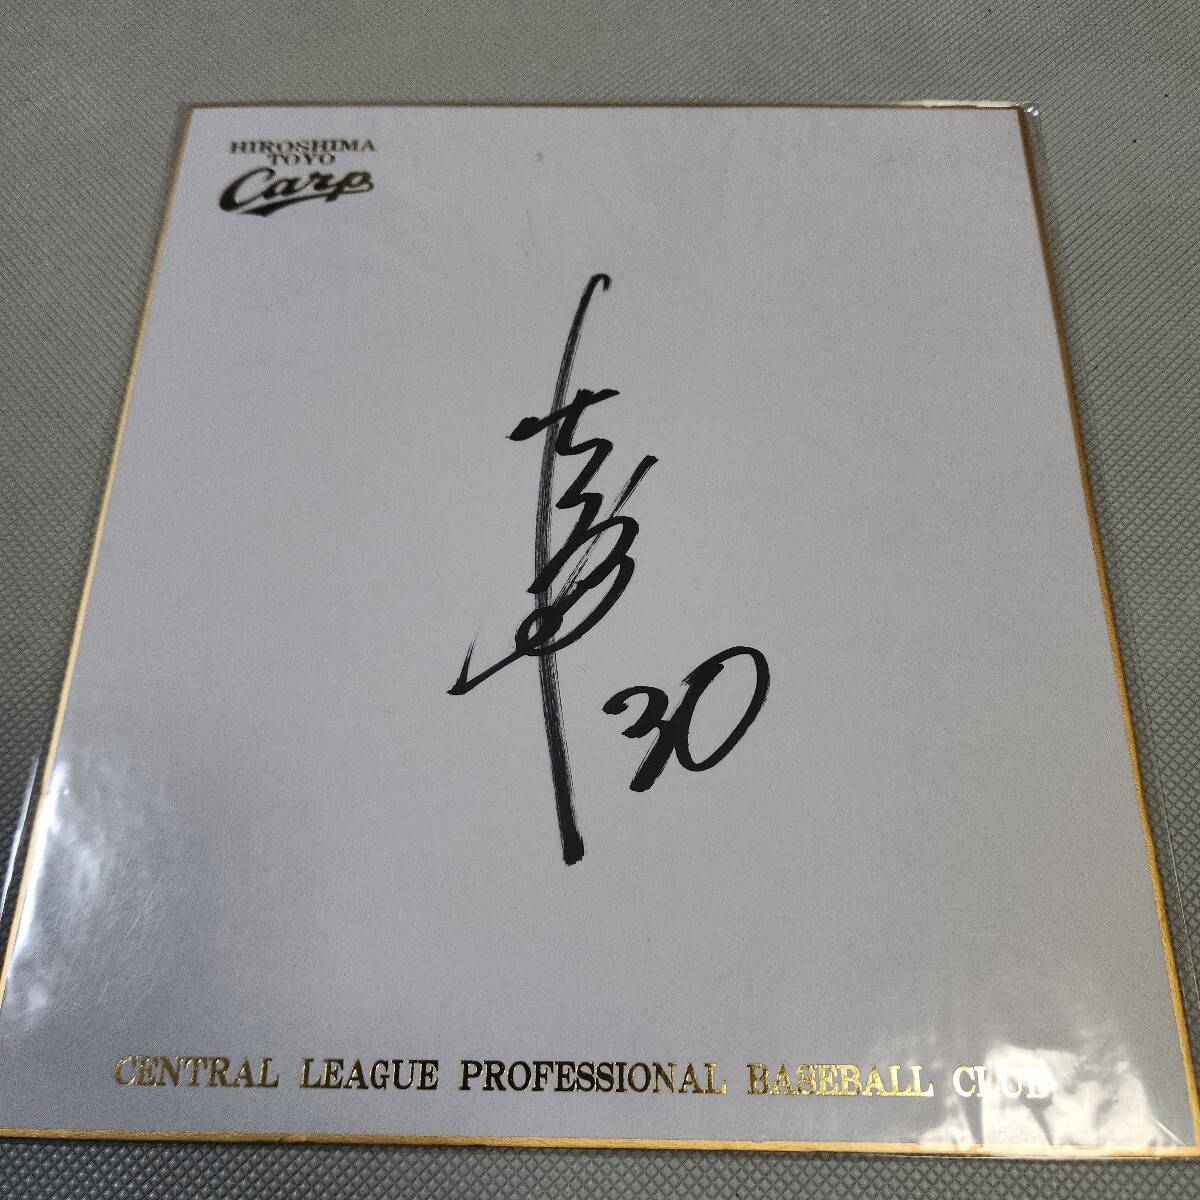 HIROSHIMA
TOYO
Carp
30
CENTRAL LEAGUE PROFESSIONAL BASEBALL CLUB